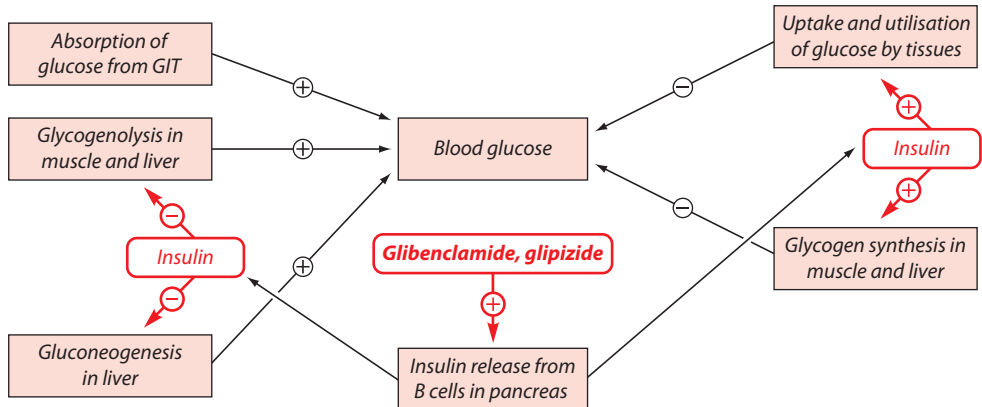 Absorption of
glucose from GIT
Uptake and utilisation
of glucose by tissues
+
−
Glycogenolysis in
muscle and liver
+
Blood glucose
+
Insulin
+
−
−
Insulin
−
+
Glibenclamide, glipizide
+
Glycogen synthesis in
muscle and liver
Gluconeogenesis
in liver
Insulin release from
B cells in pancreas